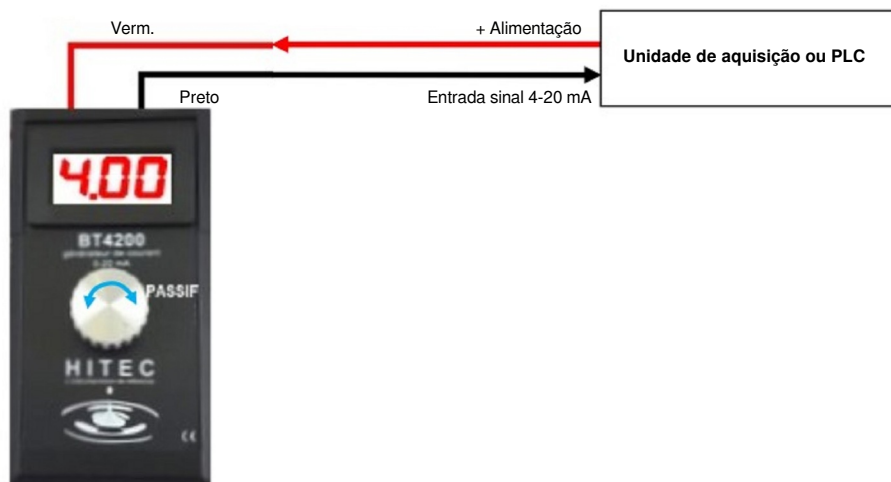 Verm.
+ Alimentação
Unidade de aquisição ou PLC
Preto
Entrada sinal 4-20 mA
4.00
BT4200
générateur de courant
0-20 mA
PASSIF
HITEC
CE